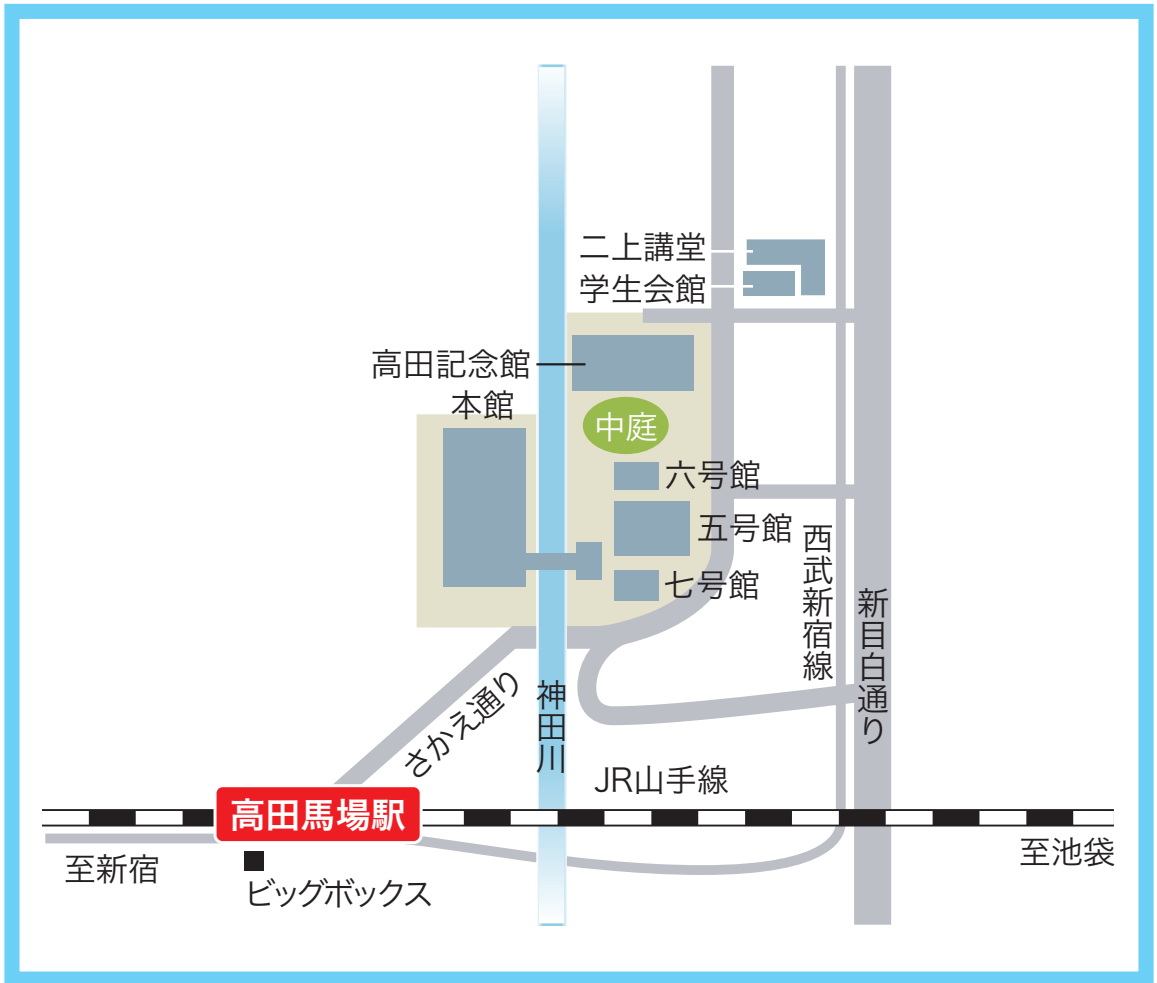 二上講堂
学生会館
高田記念館
本館
中庭
六号館
五号館
七号館
西武新宿線
新目白通り
さかえ通り
神田川
JR山手線
高田馬場駅
至新宿
至池袋
ビッグボックス